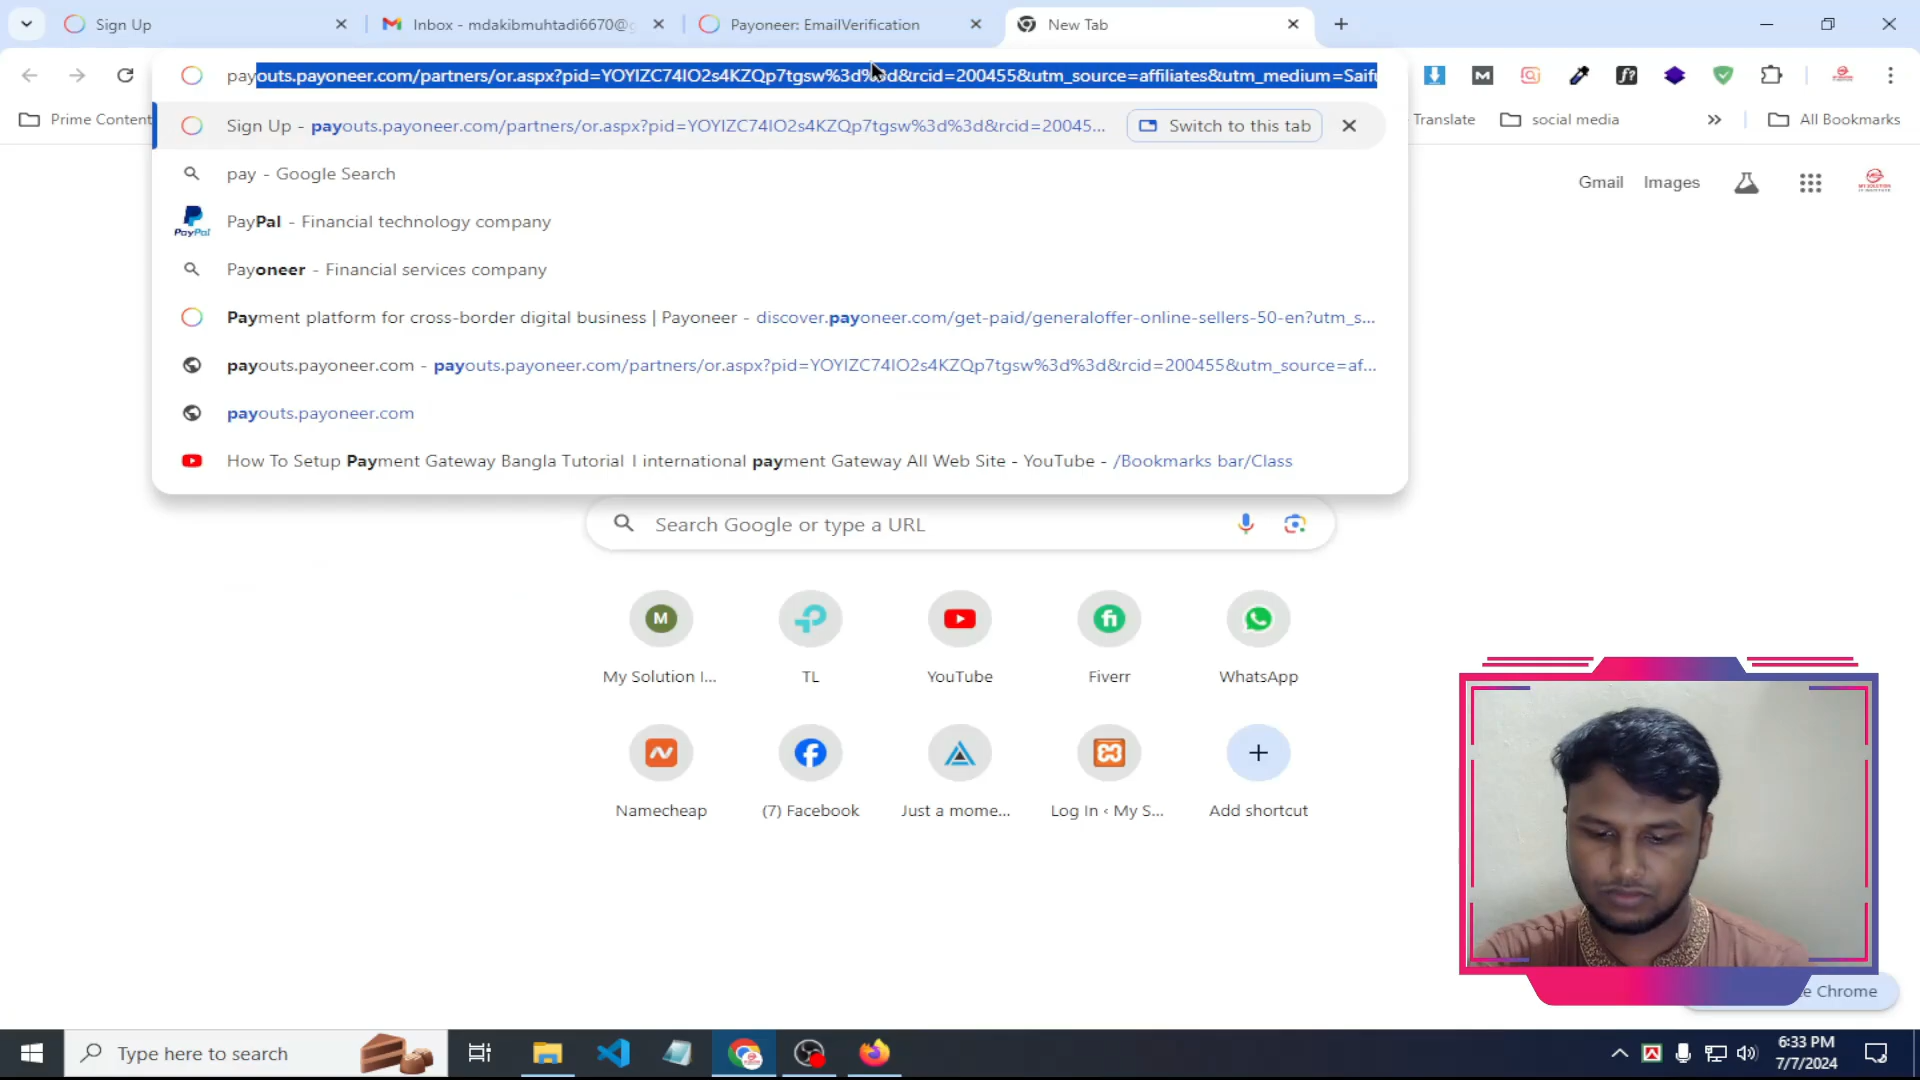 Sign Up
Inbox - mdakibmuhtadi6670@g
Payoneer: EmailVerification
New Tab
payouts.payoneer.com/partners/or.aspx?pid=YOYIZC74IO2s4KZQp7tgsw%3d%3d&rcid=200455&utm_source=affiliates&utm_medium=Saifu
Prime Content
Sign Up - payouts.payoneer.com/partners/or.aspx?pid=YOYIZC74IO2s4KZQp7tgsw%3d%3d&rcid=20045...
Switch to this tab
Translate
social media
All Bookmarks
pay - Google Search
PayPal
PayPal - Financial technology company
Gmail
Images
Payoneer - Financial services company
Payment platform for cross-border digital business | Payoneer - discover.payoneer.com/get-paid/generaloffer-online-sellers-50-en?utm_s...
payouts.payoneer.com - payouts.payoneer.com/partners/or.aspx?pid=YOYIZC74IO2s4KZQp7tgsw%3d%3d&rcid=200455&utm_source=af...
payouts.payoneer.com
How To Setup Payment Gateway Bangla Tutorial I international payment Gateway All Web Site - YouTube - /Bookmarks bar/Class
Search Google or type a URL
M
My Solution I...
TL
YouTube
fi
Fiverr
WhatsApp
Namecheap
(7) Facebook
Just a mome...
Log In ‹ My S...
Add shortcut
Chrome
Type here to search
6:33 PM
7/7/2024